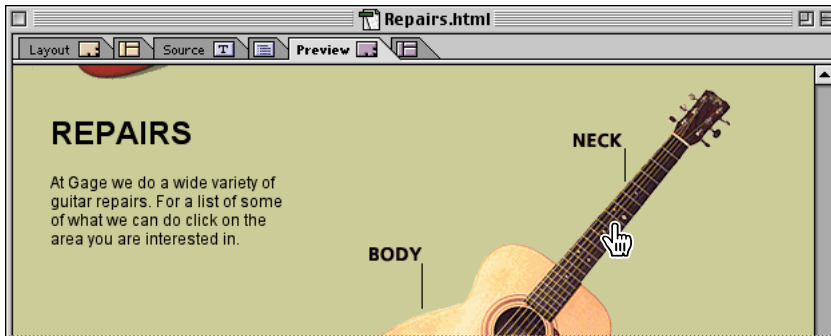 Repairs.html
Layout Source T Preview
REPAIRS
NECK
At Gage we do a wide variety of
guitar repairs. For a list of some
of what we can do click on the
area you are interested in.
BODY